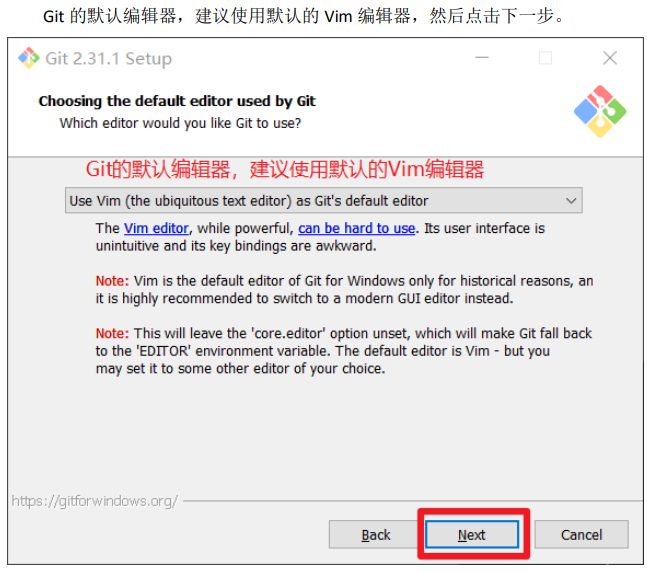 Git 的默认编辑器，建议使用默认的 Vim 编辑器，然后点击下一步。
Git 2.31.1 Setup
Choosing the default editor used by Git
Which editor would you like Git to use?
Git的默认编辑器，建议使用默认的Vim编辑器
Use Vim (the ubiquitous text editor) as Git's default editor
The Vim editor, while powerful, can be hard to use. Its user interface is
unintuitive and its key bindings are awkward.
Note: Vim is the default editor of Git for Windows only for historical reasons, an
it is highly recommended to switch to a modern GUI editor instead.
Note: This will leave the 'core.editor' option unset, which will make Git fall back
to the 'EDITOR' environment variable. The default editor is Vim - but you
may set it to some other editor of your choice.
https://gitforwindows.org/
Back
Next
Cancel